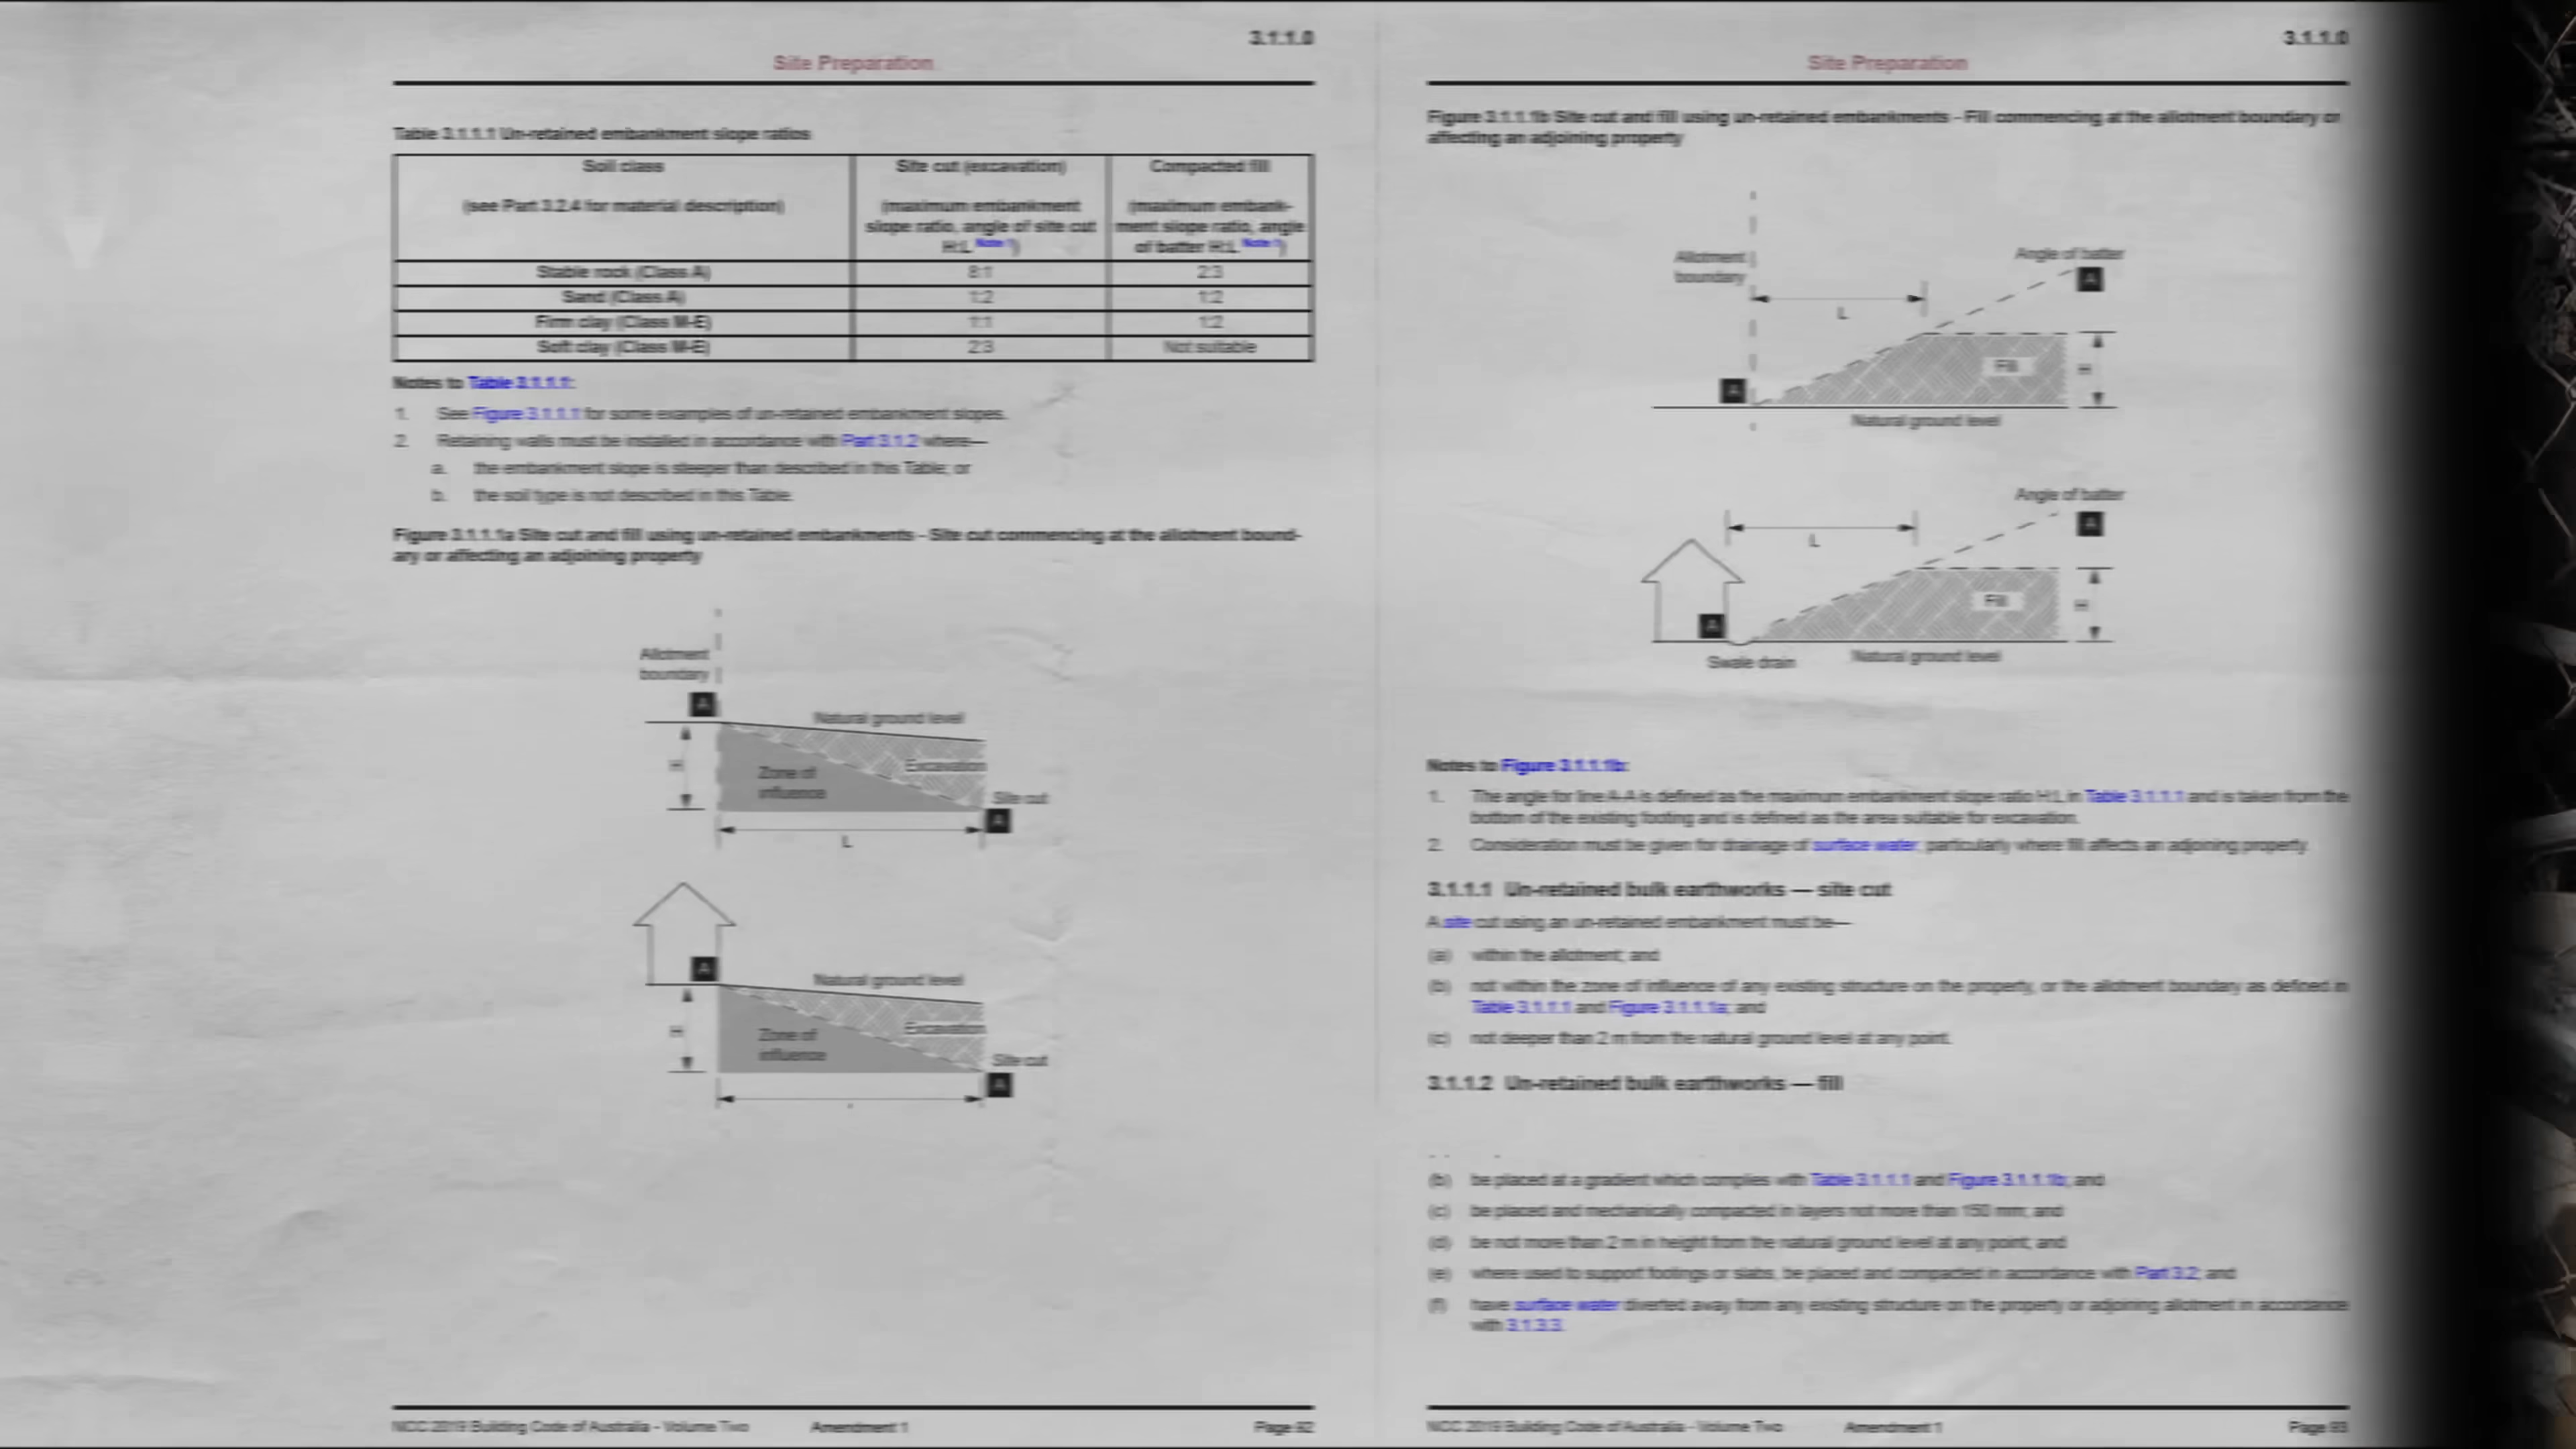 3.1.1.0
Site Preparation
Table 3.1.1.1 Un-retained embankment slope ratios
Soil class
(see Part 3.2.4 for material description)
Site cut (excavation)
(maximum embankment
slope ratio, angle of site cut
H:L Note 1)
Compacted fill
(maximum embank-
ment slope ratio, angle
of batter H:L Note 1)
Stable rock (Class A) 8:1 2:3
Sand (Class A) 1:2 1:2
Firm clay (Class M-E) 1:1 1:2
Soft clay (Class M-E) 2:3 Not suitable
Notes to Table 3.1.1.1:
1. See Figure 3.1.1.1 for some examples of un-retained embankment slopes.
2. Retaining walls must be installed in accordance with Part 3.1.2 where—
a. the embankment slope is steeper than described in this Table; or
b. the soil type is not described in this Table.
Figure 3.1.1.1a Site cut and fill using un-retained embankments - Site cut commencing at the allotment bound-
ary or affecting an adjoining property
Allotment
boundary
A
Natural ground level
H
Zone of
influence
Excavation
Site cut
A
L
A
Natural ground level
H
Zone of
influence
Excavation
Site cut
A
NCC 2019 Building Code of Australia - Volume Two Amendment 1 Page 92
3.1.1.0
Site Preparation
Figure 3.1.1.1b Site cut and fill using un-retained embankments - Fill commencing at the allotment boundary or
affecting an adjoining property
Allotment
boundary
Angle of batter
A
L
Fill
H
A
Natural ground level
Angle of batter
A
L
Fill
H
A
Swale drain
Natural ground level
Notes to Figure 3.1.1.1b:
1. The angle for line A-A is defined as the maximum embankment slope ratio H:L in Table 3.1.1.1 and is taken from the
bottom of the existing footing and is defined as the area suitable for excavation.
2. Consideration must be given for drainage of surface water, particularly where fill affects an adjoining property.
3.1.1.1 Un-retained bulk earthworks — site cut
A site cut using an un-retained embankment must be—
(a) within the allotment; and
(b) not within the zone of influence of any existing structure on the property, or the allotment boundary as defined in
Table 3.1.1.1 and Figure 3.1.1.1a; and
(c) not deeper than 2 m from the natural ground level at any point.
3.1.1.2 Un-retained bulk earthworks — fill
(b) be placed at a gradient which complies with Table 3.1.1.1 and Figure 3.1.1.1b; and
(c) be placed and mechanically compacted in layers not more than 150 mm; and
(d) be not more than 2 m in height from the natural ground level at any point; and
(e) where used to support footings or slabs, be placed and compacted in accordance with Part 3.2; and
(f) have surface water diverted away from any existing structure on the property or adjoining allotment in accordance
with 3.1.3.3.
NCC 2019 Building Code of Australia - Volume Two Amendment 1 Page 93